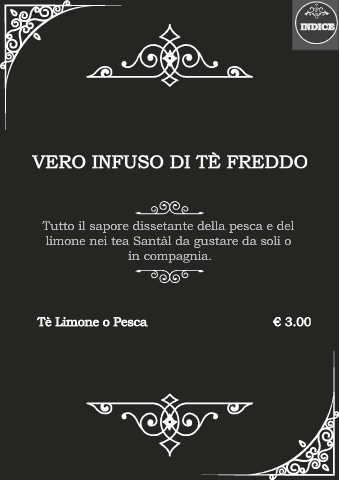 INDICE
VERO INFUSO DI TÈ FREDDO
Tutto il sapore dissetante della pesca e del
limone nei tea Santàl da gustare da soli o
in compagnia.
Tè Limone o Pesca € 3.00